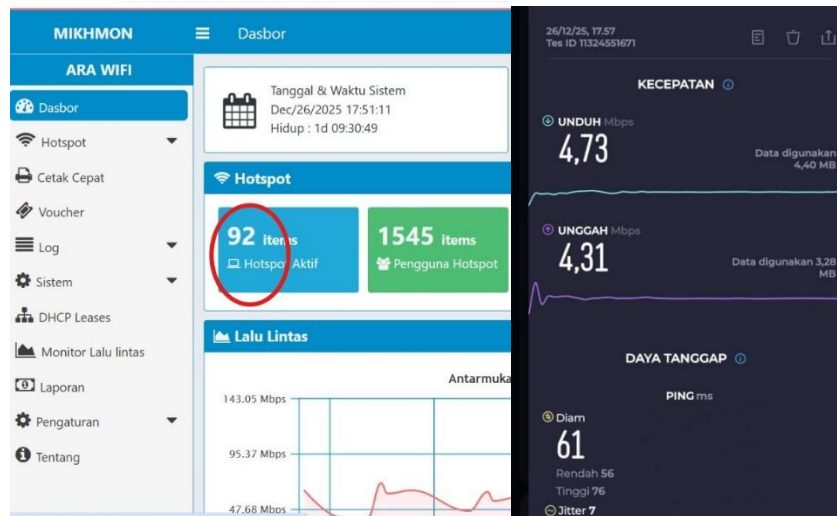 MIKHMON
Dasbor
ARA WIFI
Dasbor
Hotspot
Cetak Cepat
Voucher
Log
Sistem
DHCP Leases
Monitor Lalu lintas
Laporan
Pengaturan
Tentang
Tanggal & Waktu Sistem
Dec/26/2025 17:51:11
Hidup : 1d 09:30:49
Hotspot
92 items
Hotspot Aktif
1545 items
Pengguna Hotspot
Lalu Lintas
Antarmuka
143.05 Mbps
95.37 Mbps
47.68 Mbps
26/12/25, 17.57
Tes ID 11324551671
KECEPATAN
UNDUH Mbps
4,73
Data digunakan
4,40 MB
UNGGAH Mbps
4,31
Data digunakan 3,28
MB
DAYA TANGGAP
PING ms
Diam
61
Rendah 56
Tinggi 76
Jitter 7